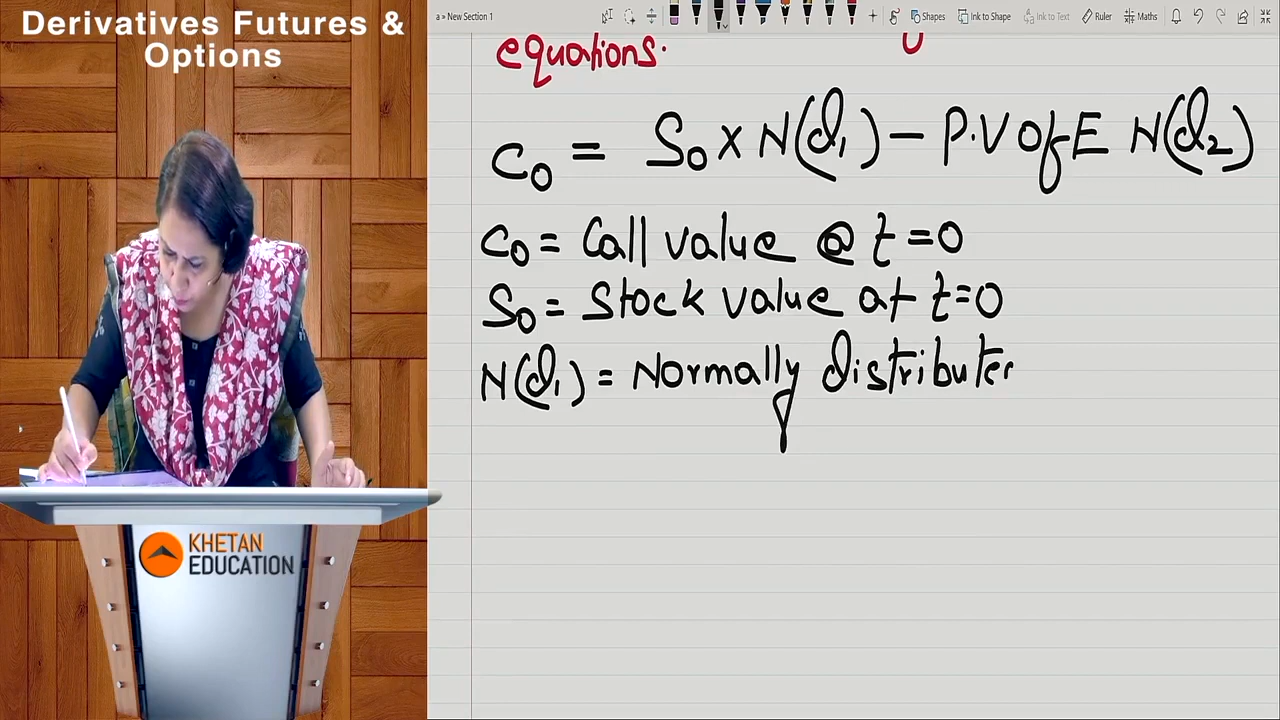 Derivatives Futures &
Options
a » New Section 1
Shapes
Ink to Shape
Ink to Text
Ruler
Maths
equations.
C0 = S0 x N(d1) - P.V Of E N(d2)
C0 = Call value @ t=0
S0 = Stock value at t=0
N(d1) = Normally distributer
KHETAN
EDUCATION